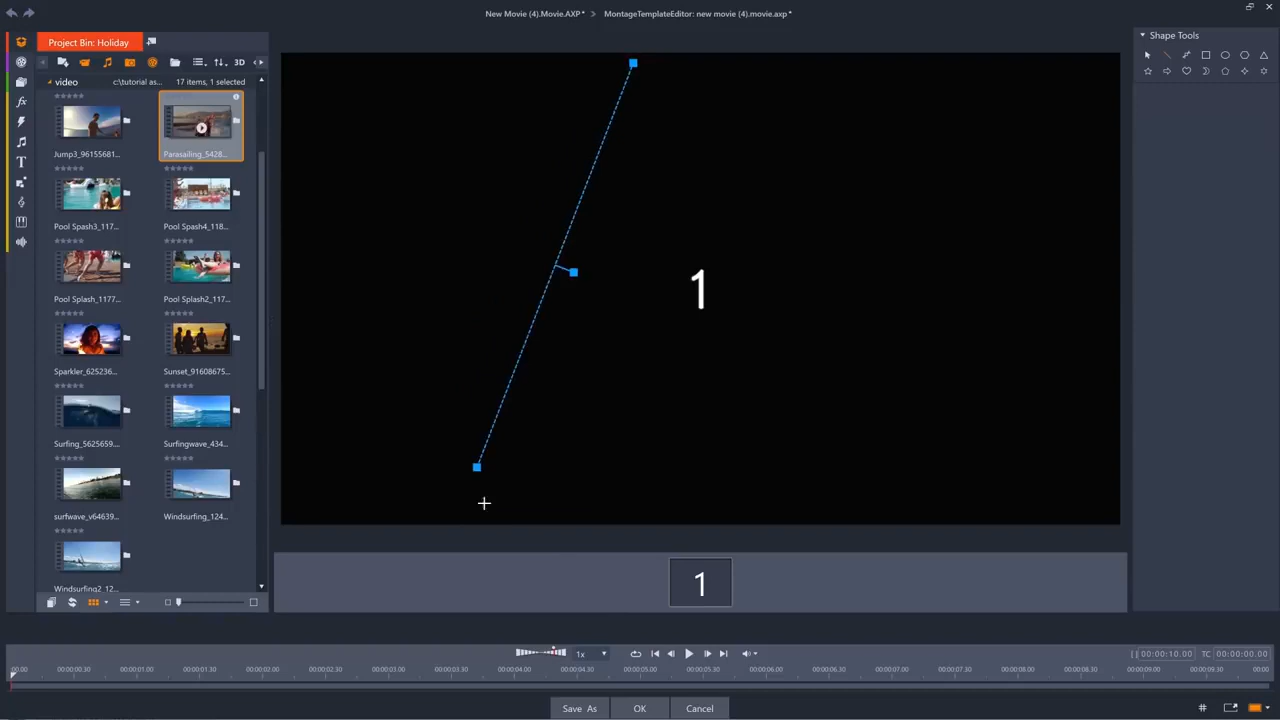 New Movie (4).Movie.AXP*
MontageTemplateEditor: new movie (4).movie.axp*
Project Bin: Holiday
3D
video c:\tutorial as... 17 items, 1 selected
Jump3_96155681... Parasailing_5428...
Pool Spash3_117... Pool Spash4_118...
Pool Splash_1177... Pool Splash2_117...
Sparkler_625236... Sunset_91608675...
Surfing_5625659... Surfingwave_434...
surfwave_v64639... Windsurfing_124...
Windsurfing2_12...
1
1
Shape Tools
1x
[] 00:00:10.00 TC 00:00:00.00
:00.00 00:00:00.30 00:00:01.00 00:00:01.30 00:00:02.00 00:00:02.30 00:00:03.00 00:00:03.30 00:00:04.00 00:00:04.30 00:00:05.00 00:00:05.30 00:00:06.00 00:00:06.30 00:00:07.00 00:00:07.30 00:00:08.00 00:00:08.30 00:00:09.00 00:00:09.30 00:00
Save As OK Cancel